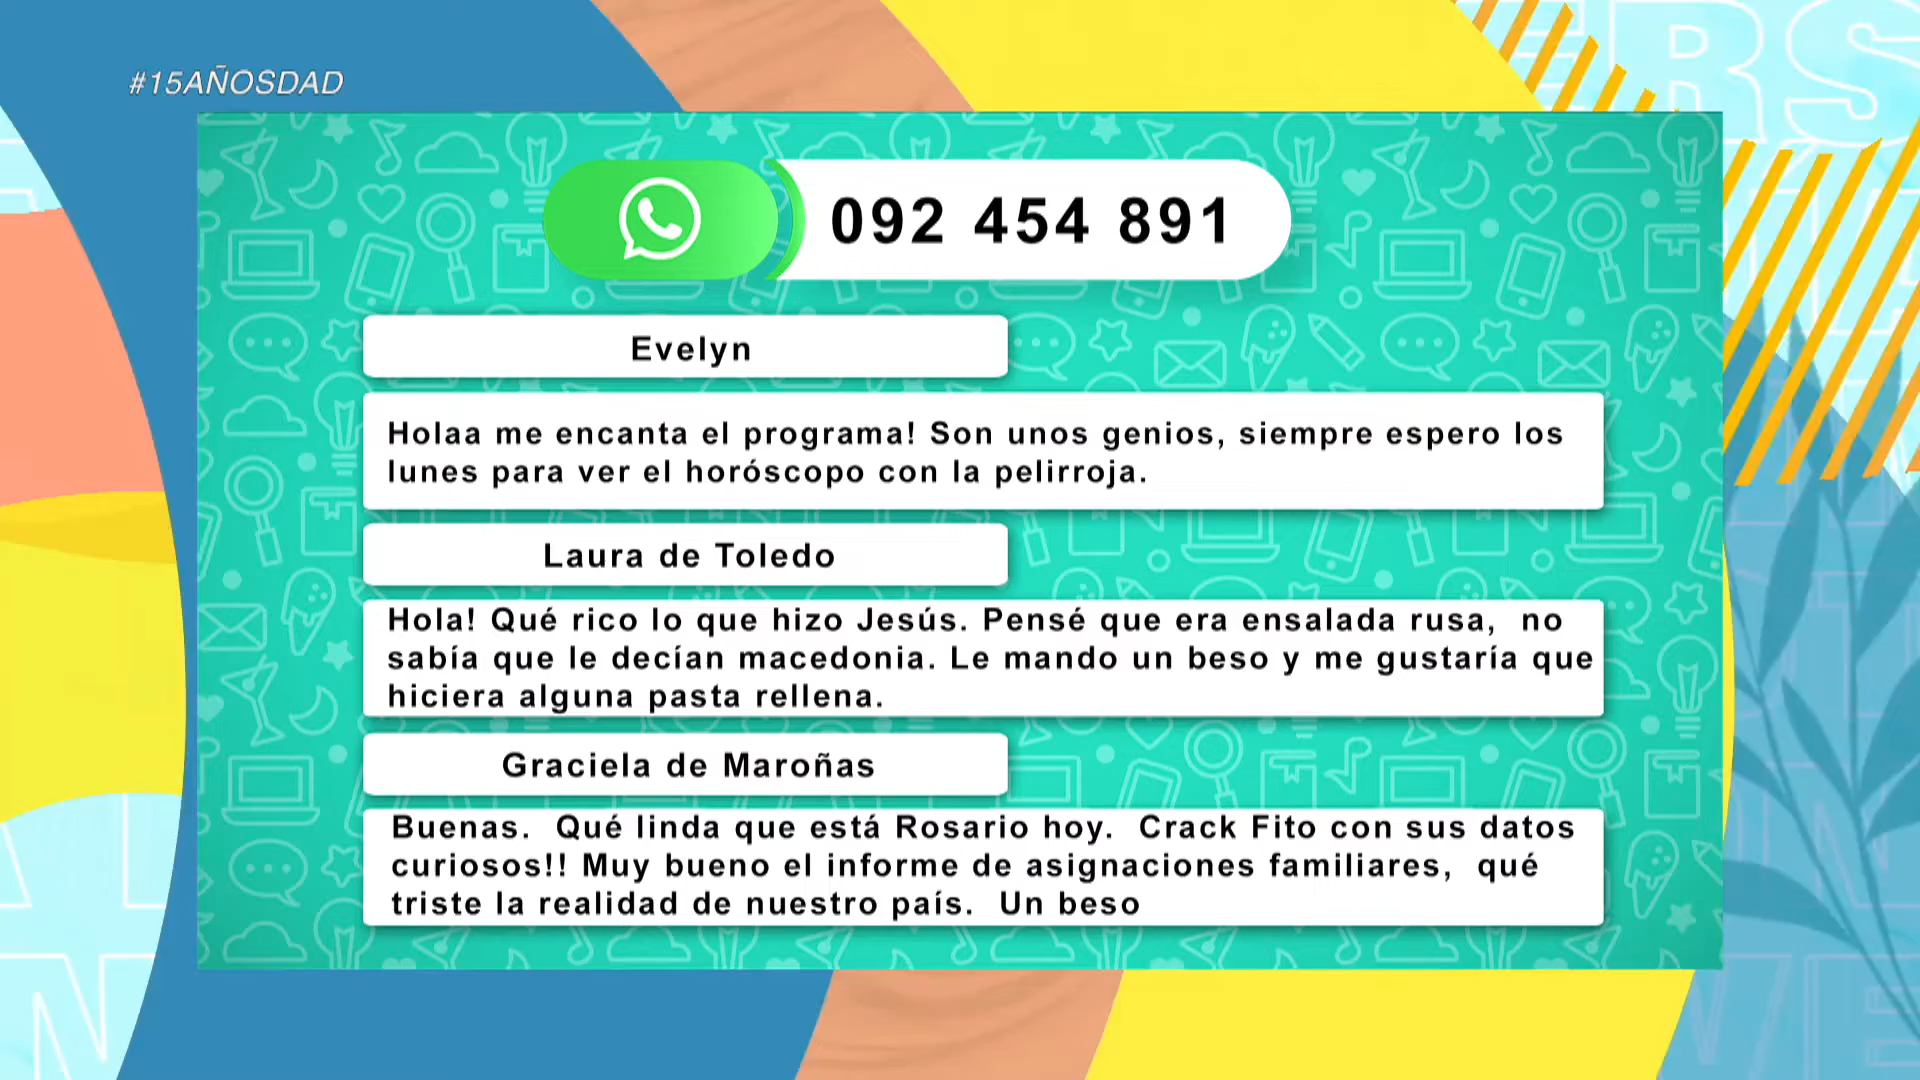 #15AÑOSDAD
092 454 891
Evelyn
Holaa me encanta el programa! Son unos genios, siempre espero los
lunes para ver el horóscopo con la pelirroja.
Laura de Toledo
Hola! Qué rico lo que hizo Jesús. Pensé que era ensalada rusa, no
sabía que le decían macedonia. Le mando un beso y me gustaría que
hiciera alguna pasta rellena.
Graciela de Maroñas
Buenas. Qué linda que está Rosario hoy. Crack Fito con sus datos
curiosos!! Muy bueno el informe de asignaciones familiares, qué
triste la realidad de nuestro país. Un beso